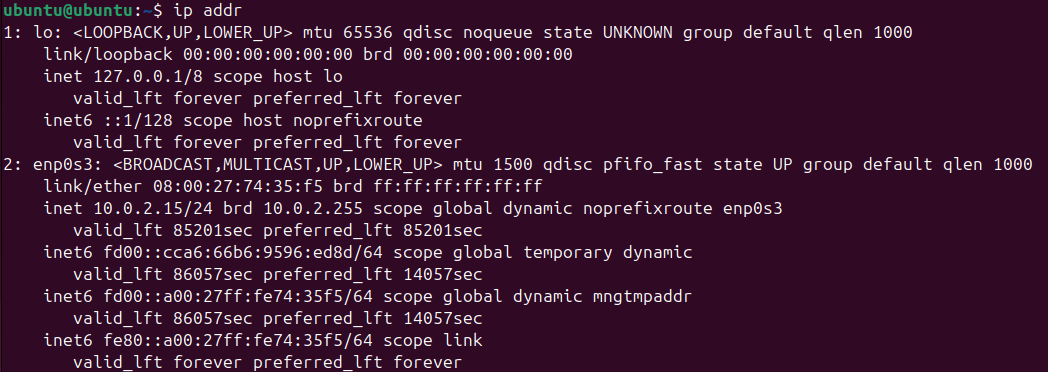 ubuntu@ubuntu:~$ ip addr
1: lo: <LOOPBACK,UP,LOWER_UP> mtu 65536 qdisc noqueue state UNKNOWN group default qlen 1000
    link/loopback 00:00:00:00:00:00 brd 00:00:00:00:00:00
    inet 127.0.0.1/8 scope host lo
       valid_lft forever preferred_lft forever
    inet6 ::1/128 scope host noprefixroute
       valid_lft forever preferred_lft forever
2: enp0s3: <BROADCAST,MULTICAST,UP,LOWER_UP> mtu 1500 qdisc pfifo_fast state UP group default qlen 1000
    link/ether 08:00:27:74:35:f5 brd ff:ff:ff:ff:ff:ff
    inet 10.0.2.15/24 brd 10.0.2.255 scope global dynamic noprefixroute enp0s3
       valid_lft 85201sec preferred_lft 85201sec
    inet6 fd00::cca6:66b6:9596:ed8d/64 scope global temporary dynamic
       valid_lft 86057sec preferred_lft 14057sec
    inet6 fd00::a00:27ff:fe74:35f5/64 scope global dynamic mngtmpaddr
       valid_lft 86057sec preferred_lft 14057sec
    inet6 fe80::a00:27ff:fe74:35f5/64 scope link
       valid_lft forever preferred_lft forever